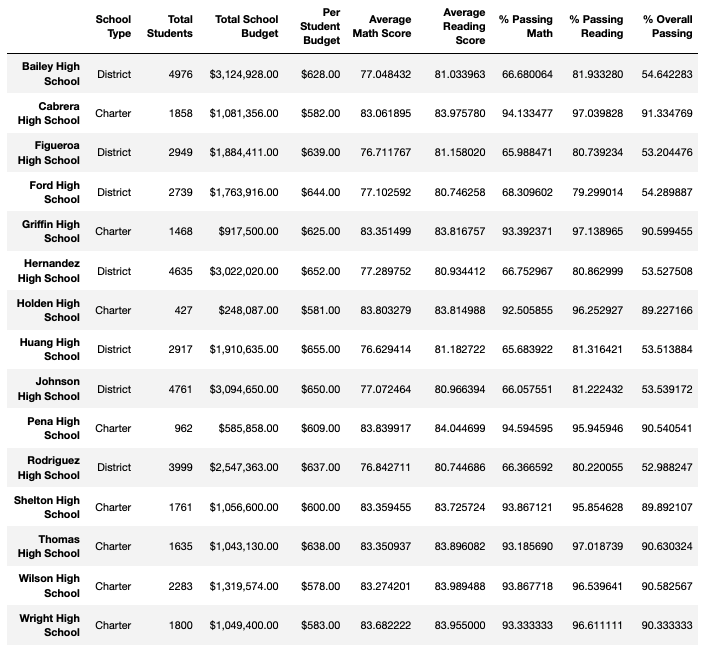 School Type Total Students Total School Budget Per Student Budget Average Math Score Average Reading Score % Passing Math % Passing Reading % Overall Passing
Bailey High School District 4976 $3,124,928.00 $628.00 77.048432 81.033963 66.680064 81.933280 54.642283
Cabrera High School Charter 1858 $1,081,356.00 $582.00 83.061895 83.975780 94.133477 97.039828 91.334769
Figueroa High School District 2949 $1,884,411.00 $639.00 76.711767 81.158020 65.988471 80.739234 53.204476
Ford High School District 2739 $1,763,916.00 $644.00 77.102592 80.746258 68.309602 79.299014 54.289887
Griffin High School Charter 1468 $917,500.00 $625.00 83.351499 83.816757 93.392371 97.138965 90.599455
Hernandez High School District 4635 $3,022,020.00 $652.00 77.289752 80.934412 66.752967 80.862999 53.527508
Holden High School Charter 427 $248,087.00 $581.00 83.803279 83.814988 92.505855 96.252927 89.227166
Huang High School District 2917 $1,910,635.00 $655.00 76.629414 81.182722 65.683922 81.316421 53.513884
Johnson High School District 4761 $3,094,650.00 $650.00 77.072464 80.966394 66.057551 81.222432 53.539172
Pena High School Charter 962 $585,858.00 $609.00 83.839917 84.044699 94.594595 95.945946 90.540541
Rodriguez High School District 3999 $2,547,363.00 $637.00 76.842711 80.744686 66.366592 80.220055 52.988247
Shelton High School Charter 1761 $1,056,600.00 $600.00 83.359455 83.725724 93.867121 95.854628 89.892107
Thomas High School Charter 1635 $1,043,130.00 $638.00 83.350937 83.896082 93.185690 97.018739 90.630324
Wilson High School Charter 2283 $1,319,574.00 $578.00 83.274201 83.989488 93.867718 96.539641 90.582567
Wright High School Charter 1800 $1,049,400.00 $583.00 83.682222 83.955000 93.333333 96.611111 90.333333